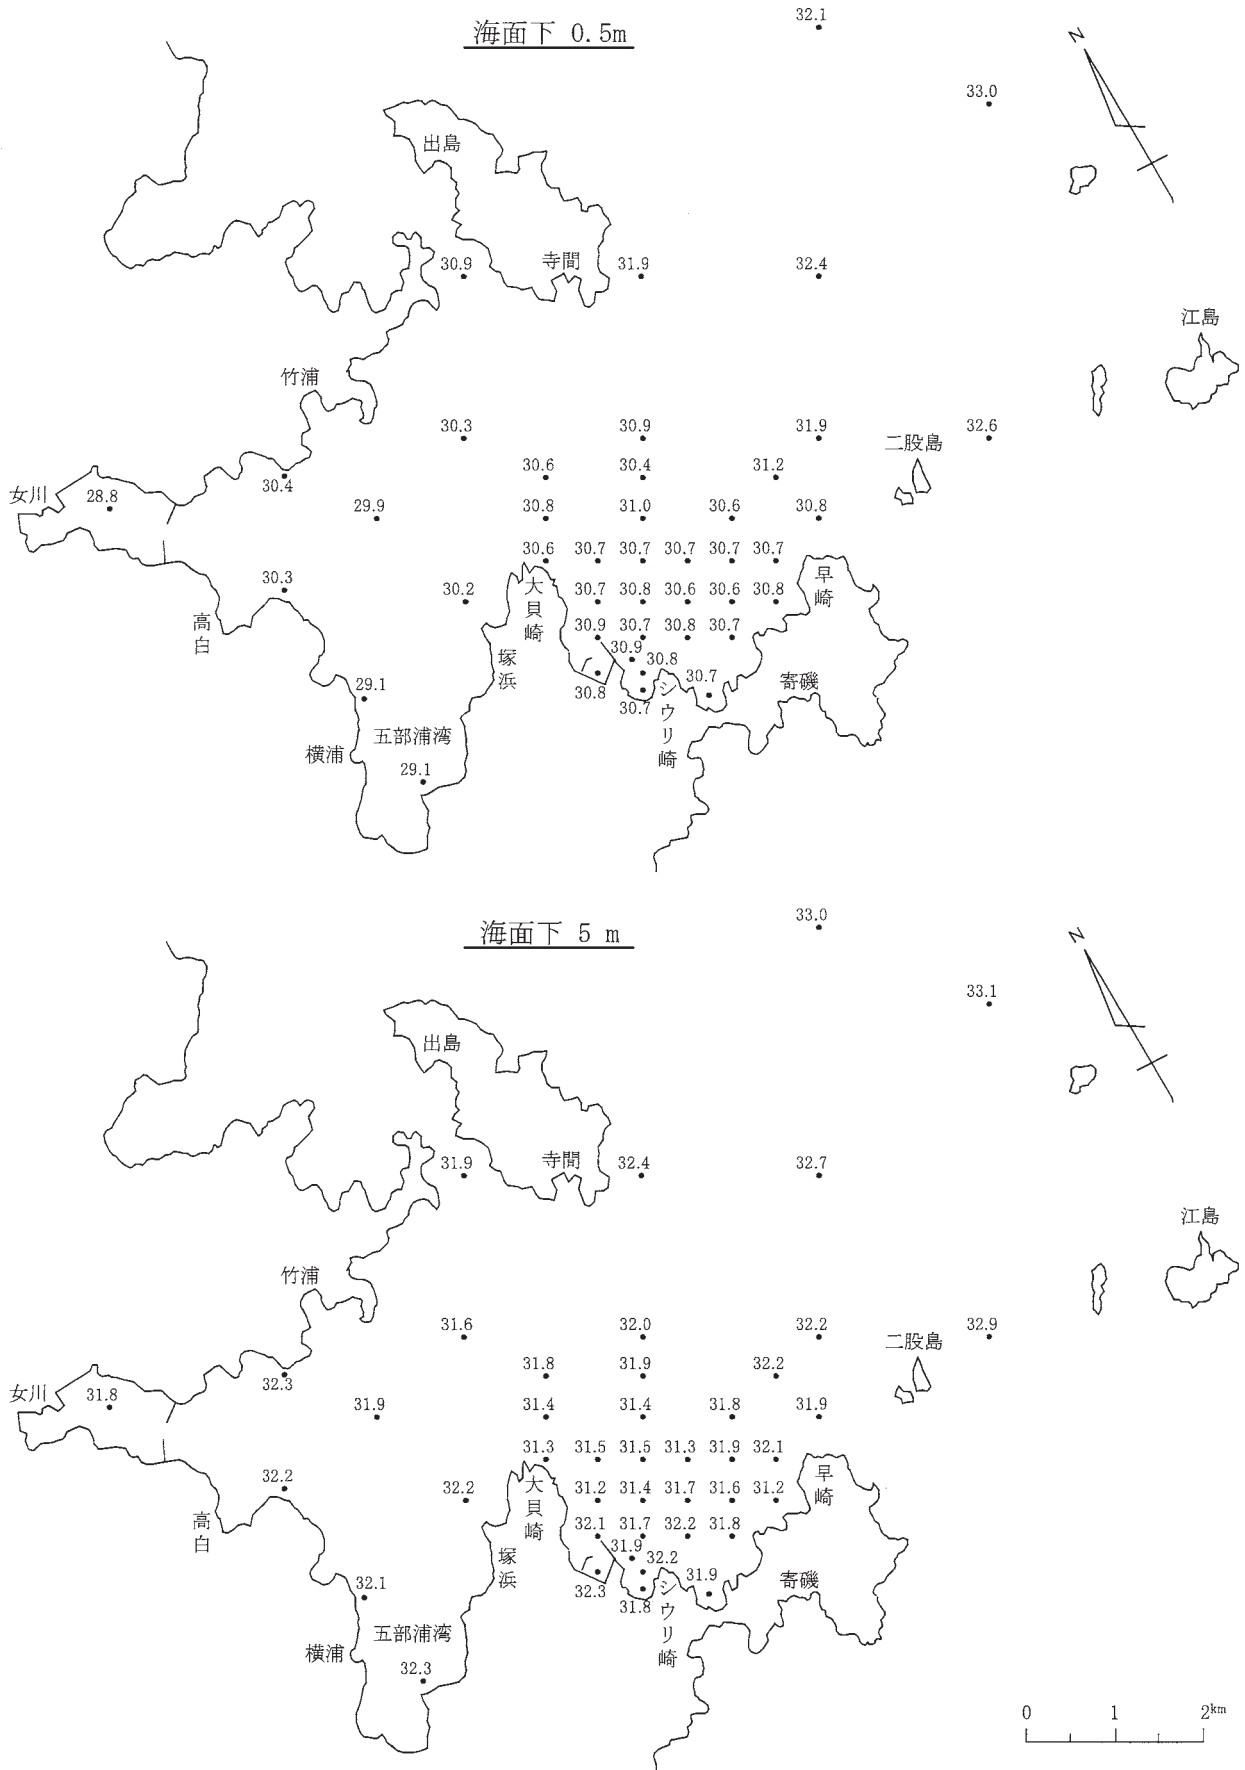 海面下 0.5m
32.1
N
33.0
出島
寺間
30.9
31.9
32.4
江島
竹浦
30.3
30.9
31.9
32.6
二股島
30.6
30.4
31.2
女川
28.8
30.4
29.9
30.8
31.0
30.6
30.8
30.6
30.7
30.7
30.7
30.7
30.7
早崎
30.3
30.2
大貝崎
30.7
30.8
30.6
30.6
30.8
高白
30.9
30.7
30.8
30.7
塚浜
30.9
30.8
30.8
30.7
30.7
シウリ崎
寄磯
29.1
五部浦湾
横浦
29.1
海面下 5 m
33.0
N
33.1
出島
寺間
31.9
32.4
32.7
江島
竹浦
31.6
32.0
32.2
32.9
二股島
31.8
31.9
32.2
女川
31.8
32.3
31.9
31.4
31.4
31.8
31.9
31.3
31.5
31.5
31.3
31.9
32.1
早崎
32.2
32.2
大貝崎
31.2
31.4
31.7
31.6
31.2
高白
32.1
31.7
32.2
31.8
塚浜
31.9
32.2
32.3
31.8
31.9
シウリ崎
寄磯
32.1
五部浦湾
横浦
32.3
0 1 2km